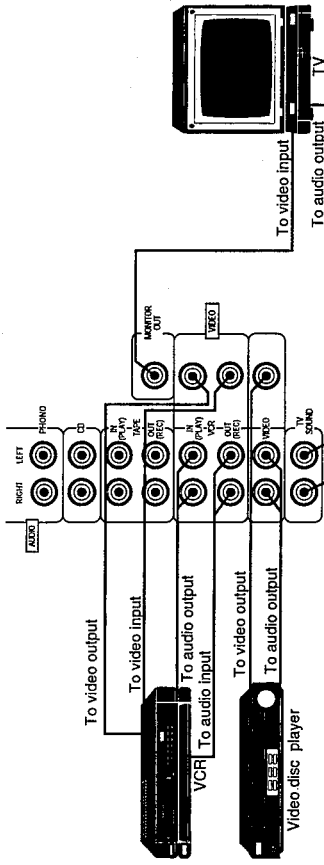 AUDIO
RIGHT
LEFT
PHONO
CD
IN
(PLAY)
TAPE
OUT
(REC)
IN
(PLAY)
VCR
OUT
(REC)
VIDEO
TV
SOUND
MONITOR
OUT
VIDEO
To video output
To video input
To audio output
To audio input
VCR
To video output
To audio output
Video disc player
To video input
To audio output
TV